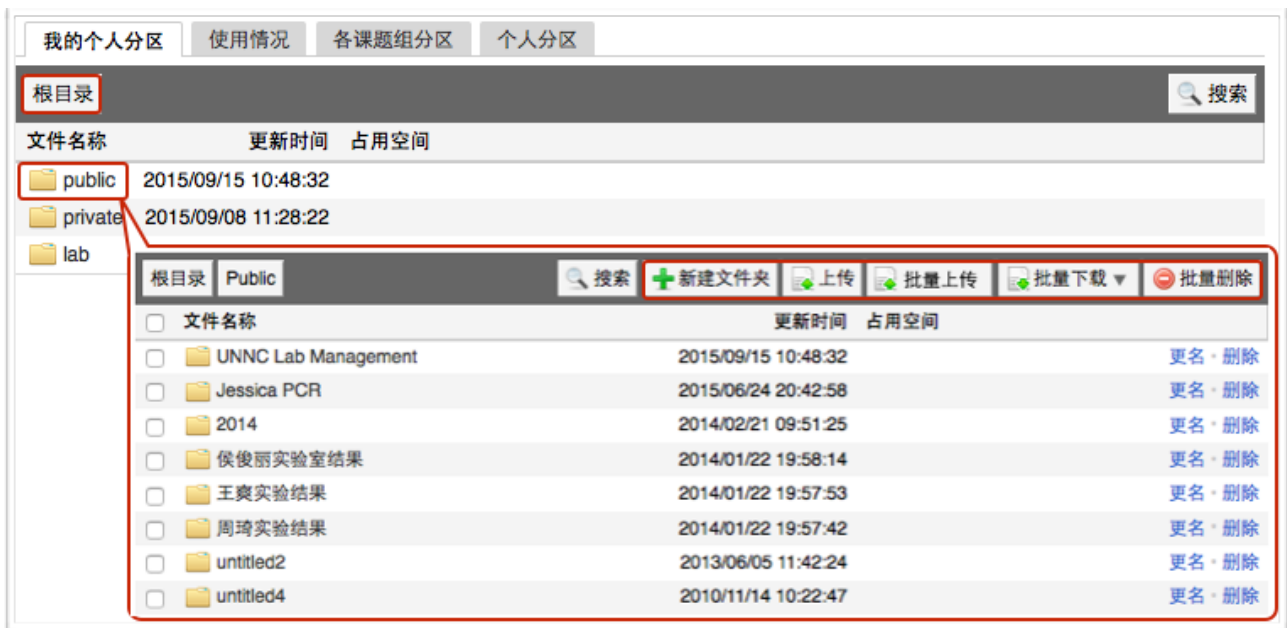 我的个人分区 使用情况 各课题组分区 个人分区
根目录 搜索
文件名称 更新时间 占用空间
public 2015/09/15 10:48:32
private 2015/09/08 11:28:22
lab
根目录 Public 搜索 新建文件夹 上传 批量上传 批量下载 批量删除
文件名称 更新时间 占用空间
UNNC Lab Management 2015/09/15 10:48:32 更名 · 删除
Jessica PCR 2015/06/24 20:42:58 更名 · 删除
2014 2014/02/21 09:51:25 更名 · 删除
侯俊丽实验室结果 2014/01/22 19:58:14 更名 · 删除
王爽实验结果 2014/01/22 19:57:53 更名 · 删除
周琦实验结果 2014/01/22 19:57:42 更名 · 删除
untitled2 2013/06/05 11:42:24 更名 · 删除
untitled4 2010/11/14 10:22:47 更名 · 删除